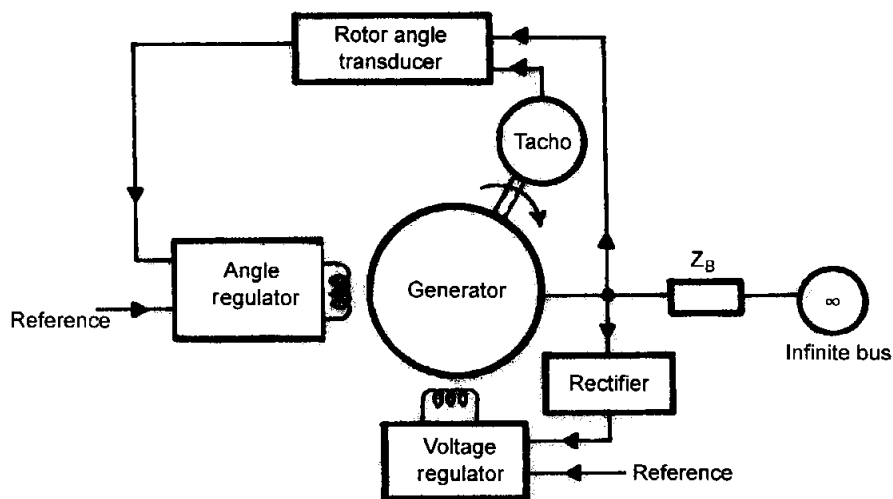 Rotor angle
transducer
Tacho
Angle
regulator
Reference
Generator
Z_B
∞
Infinite bus
Rectifier
Voltage
regulator
Reference